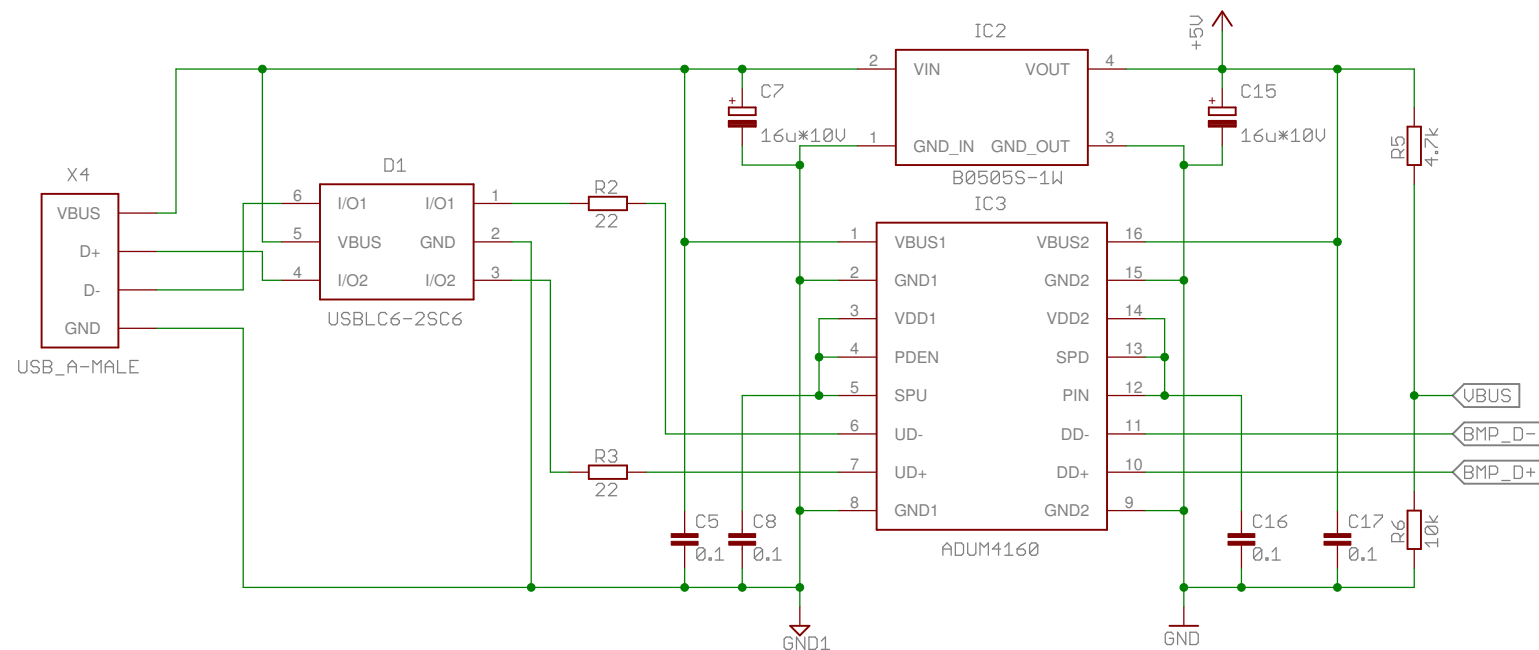 X4
VBUS
D+
D-
GND
USB_A-MALE
D1
6 I/O1 I/O1 1
5 VBUS GND 2
4 I/O2 I/O2 3
USBLC6-2SC6
R2
22
R3
22
C7
+
16u*10V
IC2
2 VIN VOUT 4
1 GND_IN GND_OUT 3
B0505S-1W
+5V
C15
+
16u*10V
R5
4.7k
IC3
1 VBUS1 VBUS2 16
2 GND1 GND2 15
3 VDD1 VDD2 14
4 PDEN SPD 13
5 SPU PIN 12
6 UD- DD- 11
7 UD+ DD+ 10
8 GND1 GND2 9
ADUM4160
VBUS
BMP_D-
BMP_D+
C5
0.1
C8
0.1
C16
0.1
C17
0.1
R6
10k
GND1
GND